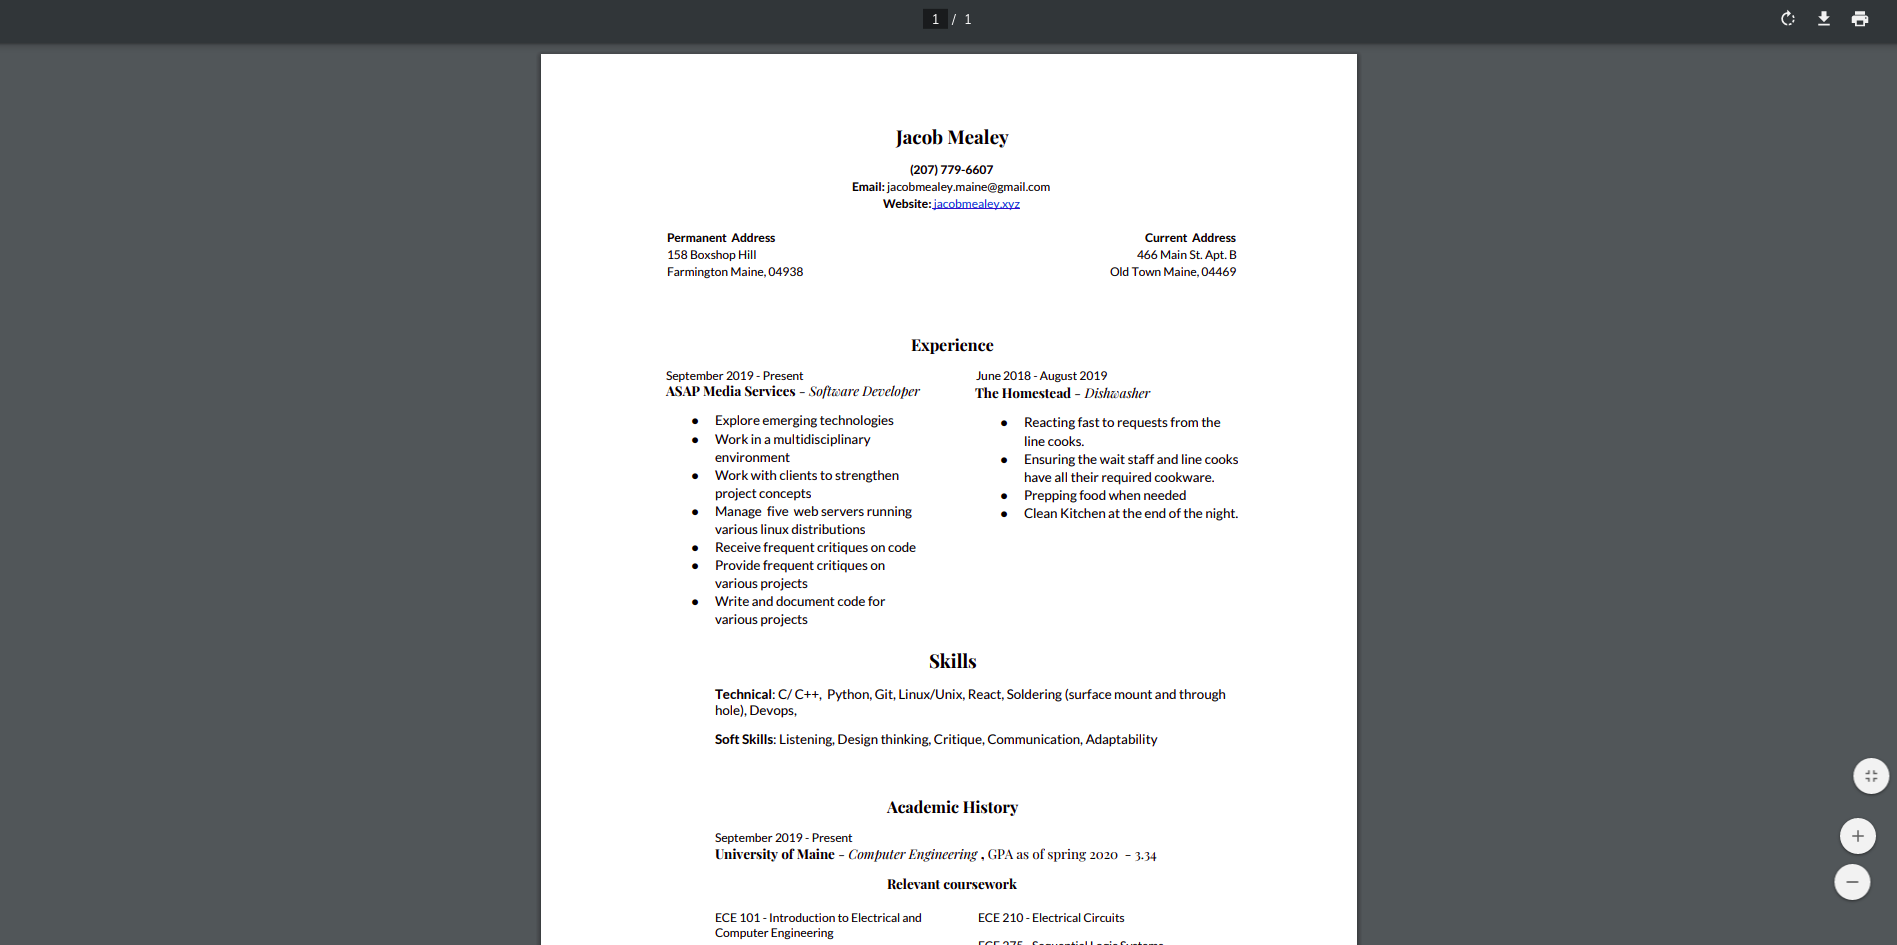 1 / 1
Jacob Mealey
(207) 779-6607
Email: jacobmealey.maine@gmail.com
Website: jacobmealey.xyz
Permanent Address
158 Boxshop Hill
Farmington Maine, 04938
Current Address
466 Main St. Apt. B
Old Town Maine, 04469
Experience
September 2019 - Present
ASAP Media Services - Software Developer
● Explore emerging technologies
● Work in a multidisciplinary
environment
● Work with clients to strengthen
project concepts
● Manage five web servers running
various linux distributions
● Receive frequent critiques on code
● Provide frequent critiques on
various projects
● Write and document code for
various projects
June 2018 - August 2019
The Homestead - Dishwasher
● Reacting fast to requests from the
line cooks.
● Ensuring the wait staff and line cooks
have all their required cookware.
● Prepping food when needed
● Clean Kitchen at the end of the night.
Skills
Technical: C/ C++, Python, Git, Linux/Unix, React, Soldering (surface mount and through
hole), Devops,
Soft Skills: Listening, Design thinking, Critique, Communication, Adaptability
Academic History
September 2019 - Present
University of Maine - Computer Engineering , GPA as of spring 2020 - 3.34
Relevant coursework
ECE 101 - Introduction to Electrical and
Computer Engineering
ECE 210 - Electrical Circuits
ECE 275 - Sequential Logic Systems